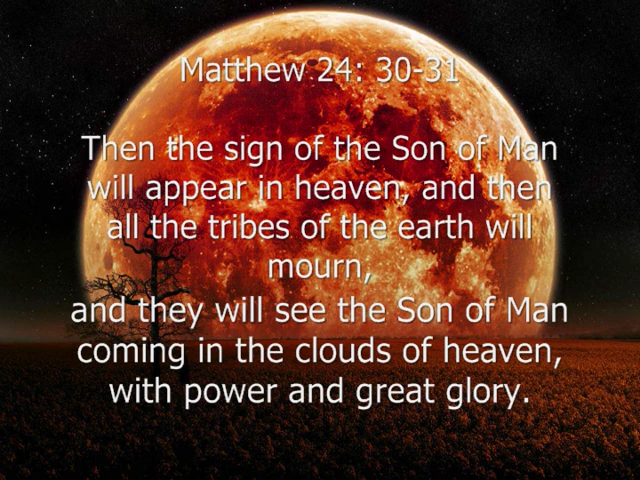 Matthew 24: 30-31
Then the sign of the Son of Man
will appear in heaven, and then
all the tribes of the earth will
mourn,
and they will see the Son of Man
coming in the clouds of heaven,
with power and great glory.